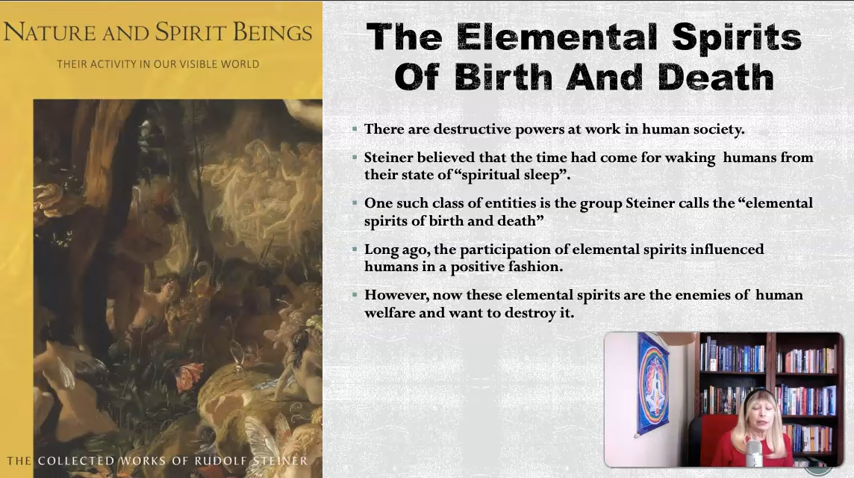 NATURE AND SPIRIT BEINGS
THEIR ACTIVITY IN OUR VISIBLE WORLD
THE COLLECTED WORKS OF RUDOLF STEINER
The Elemental Spirits
Of Birth And Death
There are destructive powers at work in human society.
Steiner believed that the time had come for waking humans from
their state of “spiritual sleep”.
One such class of entities is the group Steiner calls the “elemental
spirits of birth and death”
Long ago, the participation of elemental spirits influenced
humans in a positive fashion.
However, now these elemental spirits are the enemies of human
welfare and want to destroy it.